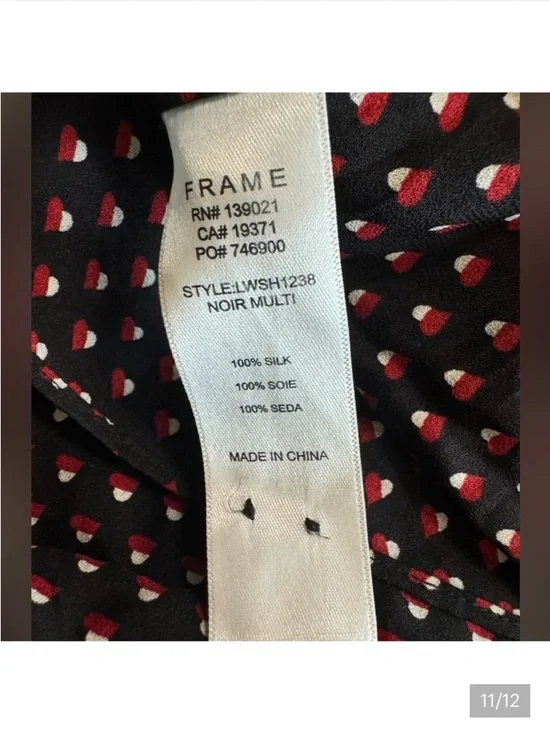 FRAME
RN# 139021
CA# 19371
PO# 746900
STYLE:LWSH1238
NOIR MULTI
100% SILK
100% SOIE
100% SEDA
MADE IN CHINA
11/12